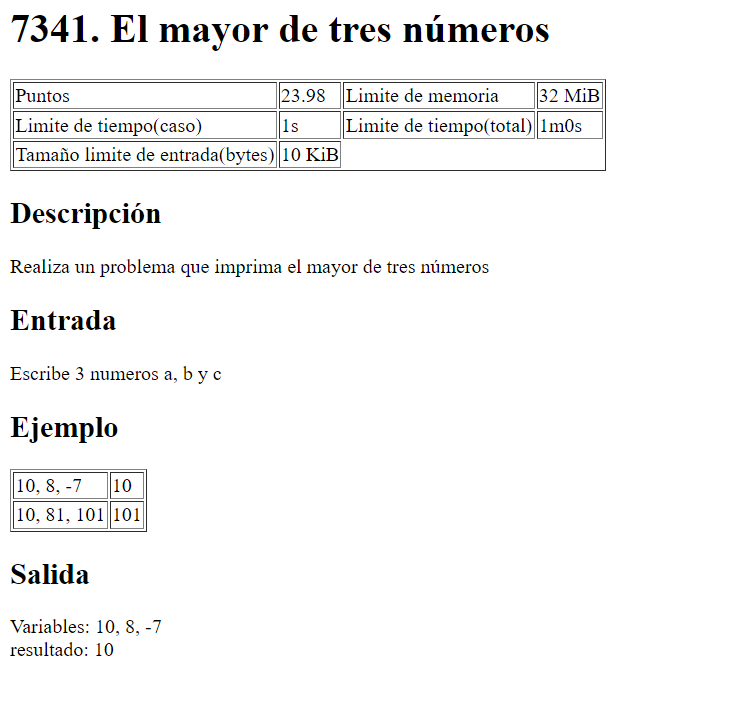 7341. El mayor de tres números
Puntos 23.98 Limite de memoria 32 MiB
Limite de tiempo(caso) 1s Limite de tiempo(total) 1m0s
Tamaño limite de entrada(bytes) 10 KiB
Descripción
Realiza un problema que imprima el mayor de tres números
Entrada
Escribe 3 numeros a, b y c
Ejemplo
10, 8, -7 10
10, 81, 101 101
Salida
Variables: 10, 8, -7
resultado: 10